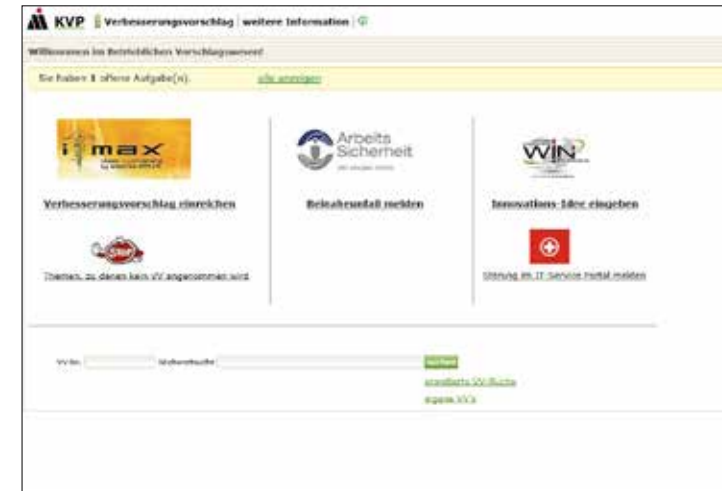 KVP Verbesserungsvorschlag weitere Information
Willkommen im Betrieblichen Vorschlagswesen!
Sie haben 1 offene Aufgabe(n). alle anzeigen
i max
Arbeits
Sicherheit
WiN
Verbesserungsvorschlag einreichen
Beinaheunfall melden
Innovations-Idee eingeben
STOP
Themen, zu denen kein VV angenommen wird
Störung im IT Service Portal melden
VV-Nr.
suchen
erweiterte VV-Suche
eigene VV's